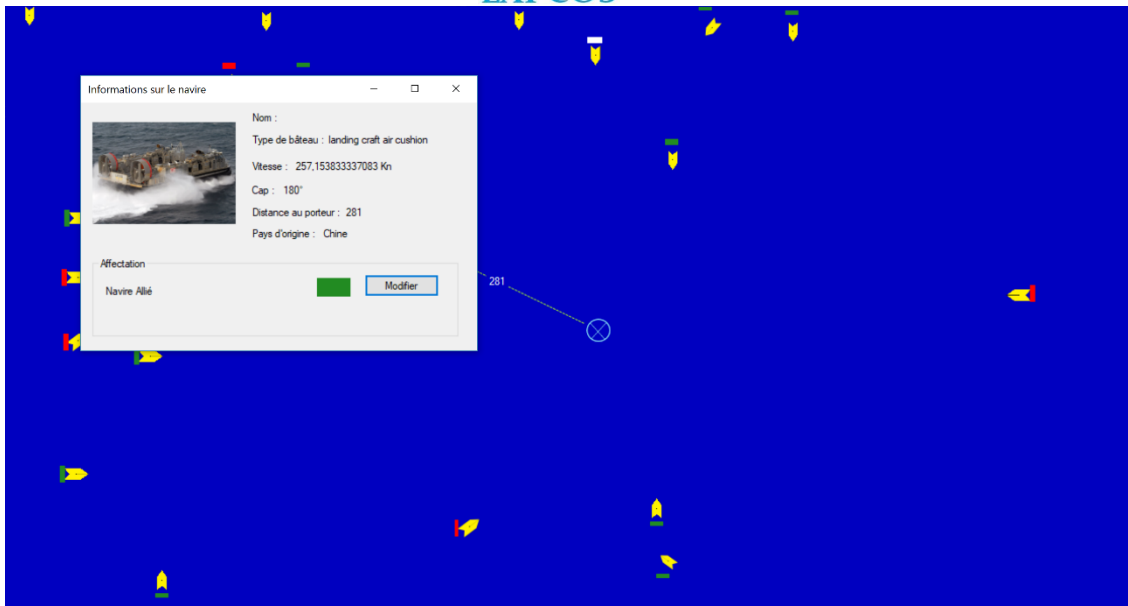 Informations sur le navire
Nom :
Type de bâteau : landing craft air cushion
Vitesse : 257,153833337083 Kn
Cap : 180°
Distance au porteur : 281
Pays d'origine : Chine
Affectation
Navire Allié
Modifier
281